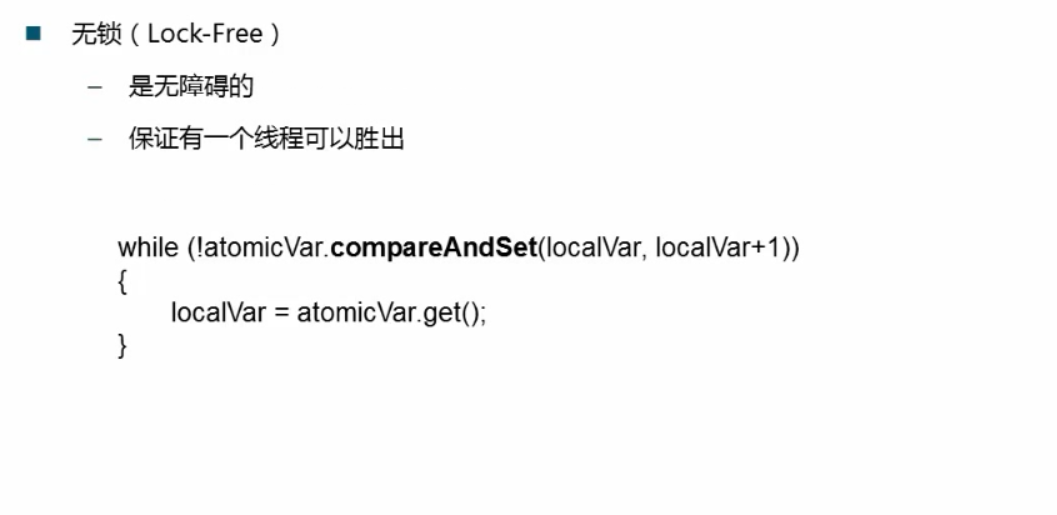 ■ 无锁（Lock-Free）
– 是无障碍的
– 保证有一个线程可以胜出
while (!atomicVar.compareAndSet(localVar, localVar+1))
{
localVar = atomicVar.get();
}